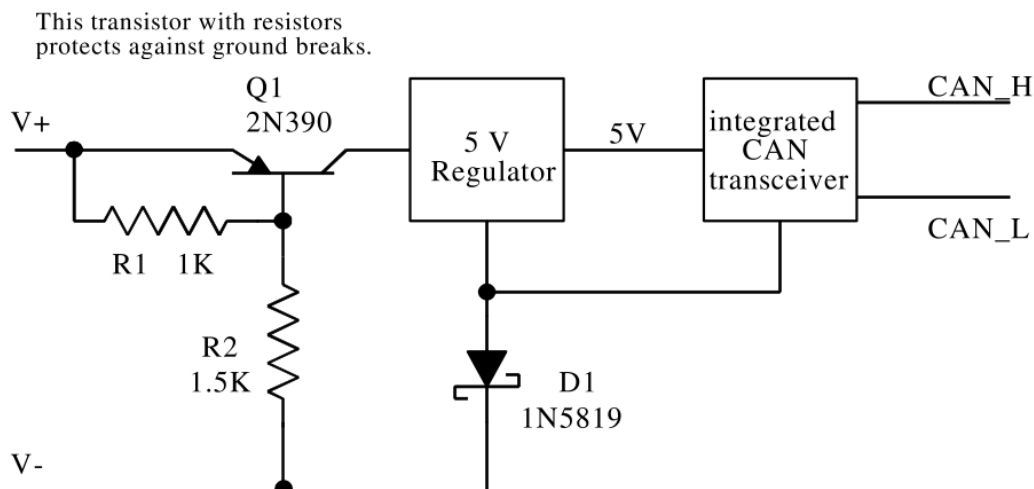 This transistor with resistors
protects against ground breaks.
Q1
2N390
V+
5 V
Regulator
5V
integrated
CAN
transceiver
CAN_H
CAN_L
R1 1K
R2
1.5K
D1
1N5819
V-